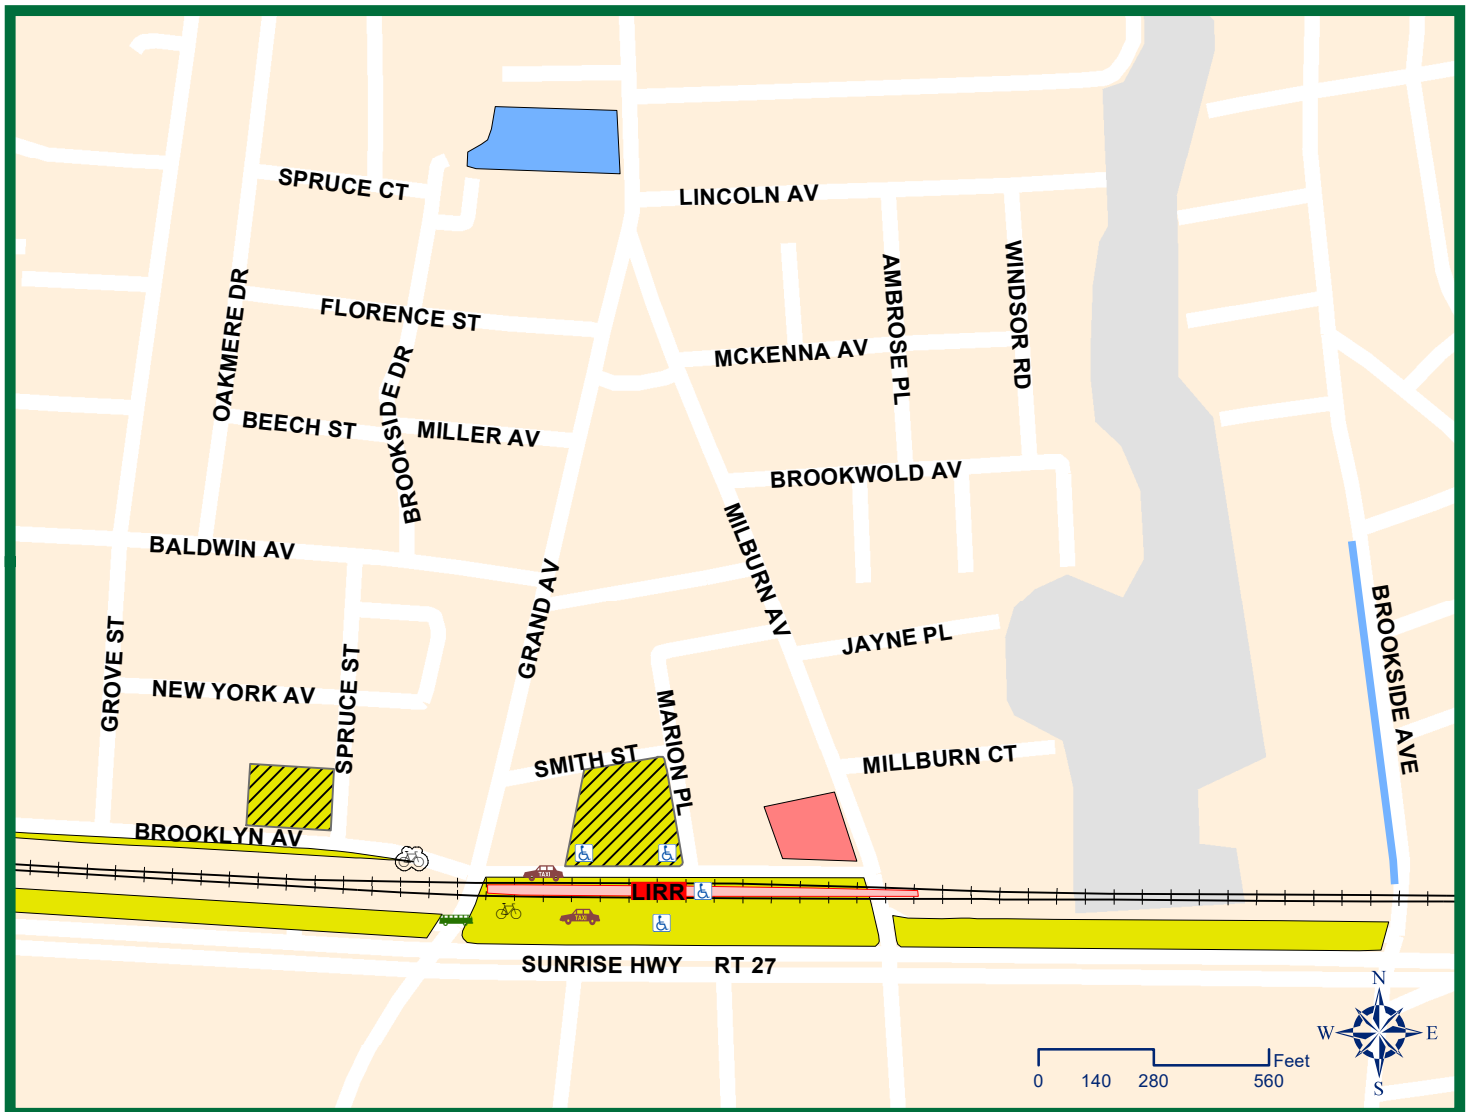 SPRUCE CT
LINCOLN AV
OAKMERE DR
FLORENCE ST
AMBROSE PL
WINDSOR RD
BROOKSIDE DR
MCKENNA AV
BEECH ST
MILLER AV
BROOKWOLD AV
BALDWIN AV
MILBURN AV
GRAND AV
BROOKSIDE AVE
GROVE ST
NEW YORK AV
SPRUCE ST
JAYNE PL
MARION PL
SMITH ST
MILLBURN CT
BROOKLYN AV
TAXI
LIRR
TAXI
SUNRISE HWY RT 27
N
W E
S
Feet
0 140 280 560